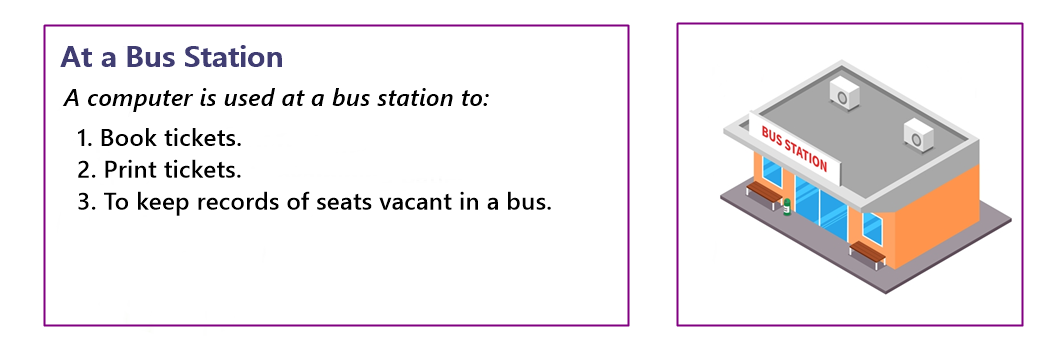 At a Bus Station
A computer is used at a bus station to:
1. Book tickets.
2. Print tickets.
3. To keep records of seats vacant in a bus.
BUS STATION